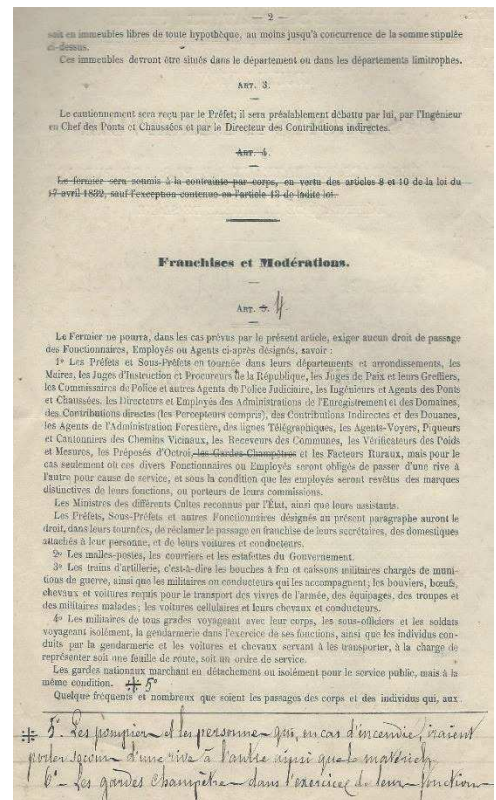 — 2 —
soit en immeubles libres de toute hypothèque, au moins jusqu'à concurrence de la somme stipulée
ci-dessus.
Ces immeubles devront être situés dans le département ou dans les départements limitrophes.
ART. 3.
Le cautionnement sera reçu par le Préfet; il sera préalablement débattu par lui, par l'Ingénieur
en Chef des Ponts et Chaussées et par le Directeur des Contributions indirectes.
ART. 4.
Le fermier sera soumis à la contrainte par corps, en vertu des articles 8 et 10 de la loi du
17 avril 1832, sauf l'exception contenue en l'article 13 de ladite loi.
Franchises et Modérations.
ART. 5. 4
Le Fermier ne pourra, dans les cas prévus par le présent article, exiger aucun droit de passage
des Fonctionnaires, Employés ou Agents ci-après désignés, savoir :
1º Les Préfets et Sous-Préfets en tournée dans leurs départements et arrondissements, les
Maires, les Juges d'Instruction et Procureurs de la République, les Juges de Paix et leurs Greffiers,
les Commissaires de Police et autres Agents de Police Judiciaire, les Ingénieurs et Agents des Ponts
et Chaussées, les Directeurs et Employés des Administrations de l'Enregistrement et des Domaines,
des Contributions directes (les Percepteurs compris), des Contributions Indirectes et des Douanes,
les Agents de l'Administration Forestière, des lignes Télégraphiques, les Agents-Voyers, Piqueurs
et Cantonniers des Chemins Vicinaux, les Receveurs des Communes, les Vérificateurs des Poids
et Mesures, les Préposés d'Octroi, les Gardes-Champêtres et les Facteurs Ruraux, mais pour le
cas seulement où ces divers Fonctionnaires ou Employés seront obligés de passer d'une rive à
l'autre pour cause de service, et sous la condition que les employés seront revêtus des marques
distinctives de leurs fonctions, ou porteurs de leurs commissions.
Les Ministres des différents Cultes reconnus par l'État, ainsi que leurs assistants.
Les Préfets, Sous-Préfets et autres Fonctionnaires désignés au présent paragraphe auront le
droit, dans leurs tournées, de réclamer le passage en franchise de leurs secrétaires, des domestiques
attachés à leur personne, et de leurs voitures et conducteurs.
2º Les malles-postes, les courriers et les estafettes du Gouvernement.
3º Les trains d'artillerie, c'est-à-dire les bouches à feu et caissons militaires chargés de muni-
tions de guerre, ainsi que les militaires ou conducteurs qui les accompagnent; les bouviers, bœufs,
chevaux et voitures requis pour le transport des vivres de l'armée, des équipages, des troupes et
des militaires malades; les voitures cellulaires et leurs chevaux et conducteurs.
4º Les militaires de tous grades voyageant avec leur corps, les sous-officiers et les soldats
voyageant isolément, la gendarmerie dans l'exercice de ses fonctions, ainsi que les individus con-
duits par la gendarmerie et les voitures et chevaux servant à les transporter, à la charge de
représenter soit une feuille de route, soit un ordre de service.
Les gardes nationaux marchant en détachement ou isolément pour le service public, mais à la
même condition. 5º
Quelque fréquents et nombreux que soient les passages des corps et des individus qui, aux
5º Les pompiers et les personne qui, en cas d'incendie, iraient
porter secours d'une rive à l'autre ainsi que le matériel
6º - Les gardes champêtre dans l'exercice de leur fonction